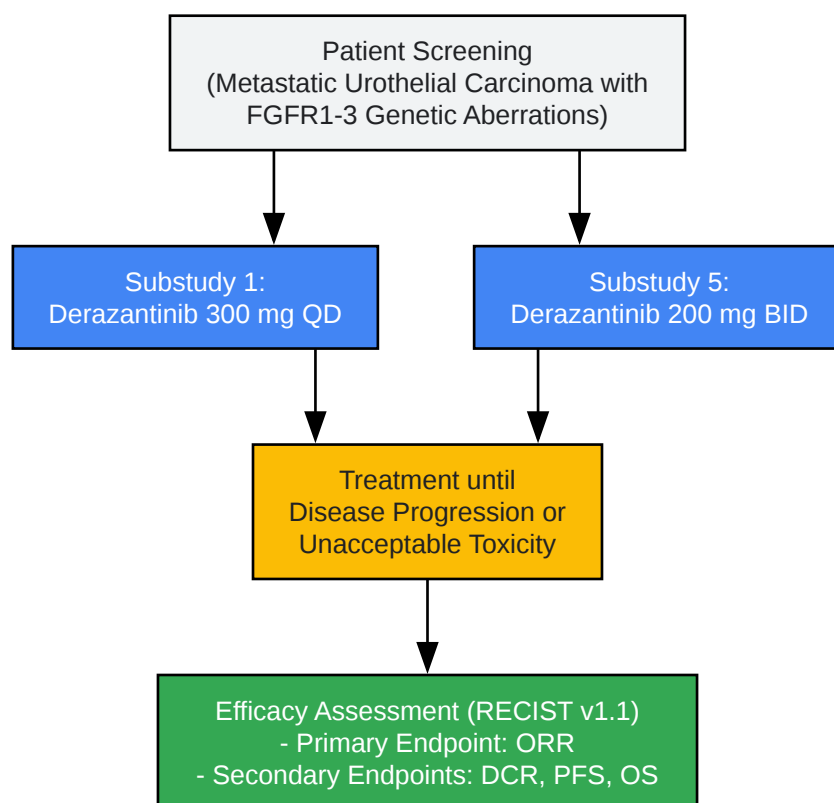 Patient Screening
(Metastatic Urothelial Carcinoma with
FGFR1-3 Genetic Aberrations)
Substudy 1:
Derazantinib 300 mg QD
Substudy 5:
Derazantinib 200 mg BID
Treatment until
Disease Progression or
Unacceptable Toxicity
Efficacy Assessment (RECIST v1.1)
- Primary Endpoint: ORR
- Secondary Endpoints: DCR, PFS, OS